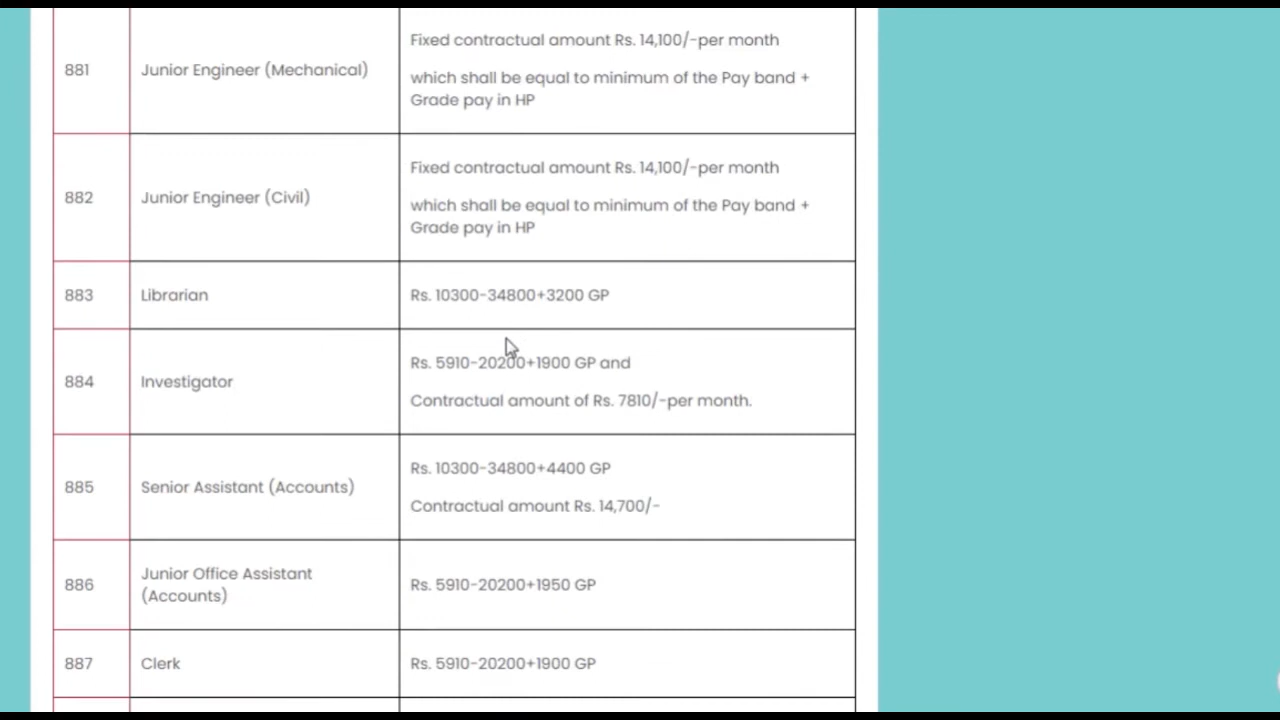 881
Junior Engineer (Mechanical)
Fixed contractual amount Rs. 14,100/-per month
which shall be equal to minimum of the Pay band +
Grade pay in HP
882
Junior Engineer (Civil)
Fixed contractual amount Rs. 14,100/-per month
which shall be equal to minimum of the Pay band +
Grade pay in HP
883
Librarian
Rs. 10300-34800+3200 GP
884
Investigator
Rs. 5910-20200+1900 GP and
Contractual amount of Rs. 7810/-per month.
885
Senior Assistant (Accounts)
Rs. 10300-34800+4400 GP
Contractual amount Rs. 14,700/-
886
Junior Office Assistant
(Accounts)
Rs. 5910-20200+1950 GP
887
Clerk
Rs. 5910-20200+1900 GP